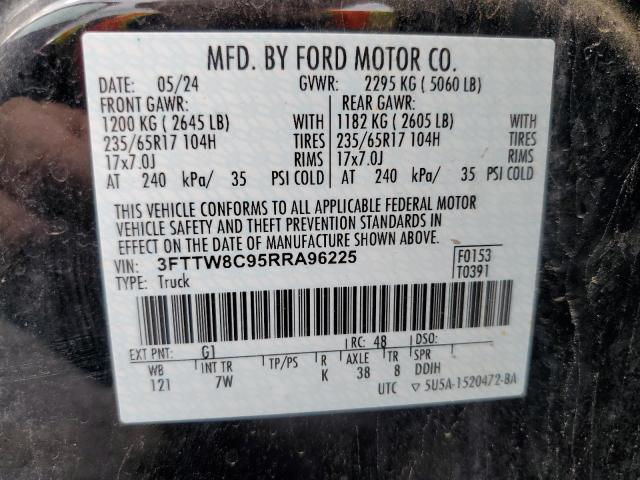 MFD. BY FORD MOTOR CO.
DATE: 05/24 GVWR: 2295 KG ( 5060 LB)
FRONT GAWR: REAR GAWR:
1200 KG ( 2645 LB) WITH 1182 KG ( 2605 LB) WITH
235/65R17 104H TIRES 235/65R17 104H TIRES
17x7.0J RIMS 17x7.0J RIMS
AT 240 kPa/ 35 PSI COLD AT 240 kPa/ 35 PSI COLD
THIS VEHICLE CONFORMS TO ALL APPLICABLE FEDERAL MOTOR
VEHICLE SAFETY AND THEFT PREVENTION STANDARDS IN
EFFECT ON THE DATE OF MANUFACTURE SHOWN ABOVE.
VIN: 3FTTW8C95RRA96225 F0153
TYPE: Truck T0391
EXT PNT: G1 RC: 48 DSO:
WB INT TR TP/PS R AXLE TR SPR
121 7W K 38 8 DDIH
UTC ▽ 5U5A-1520472-BA